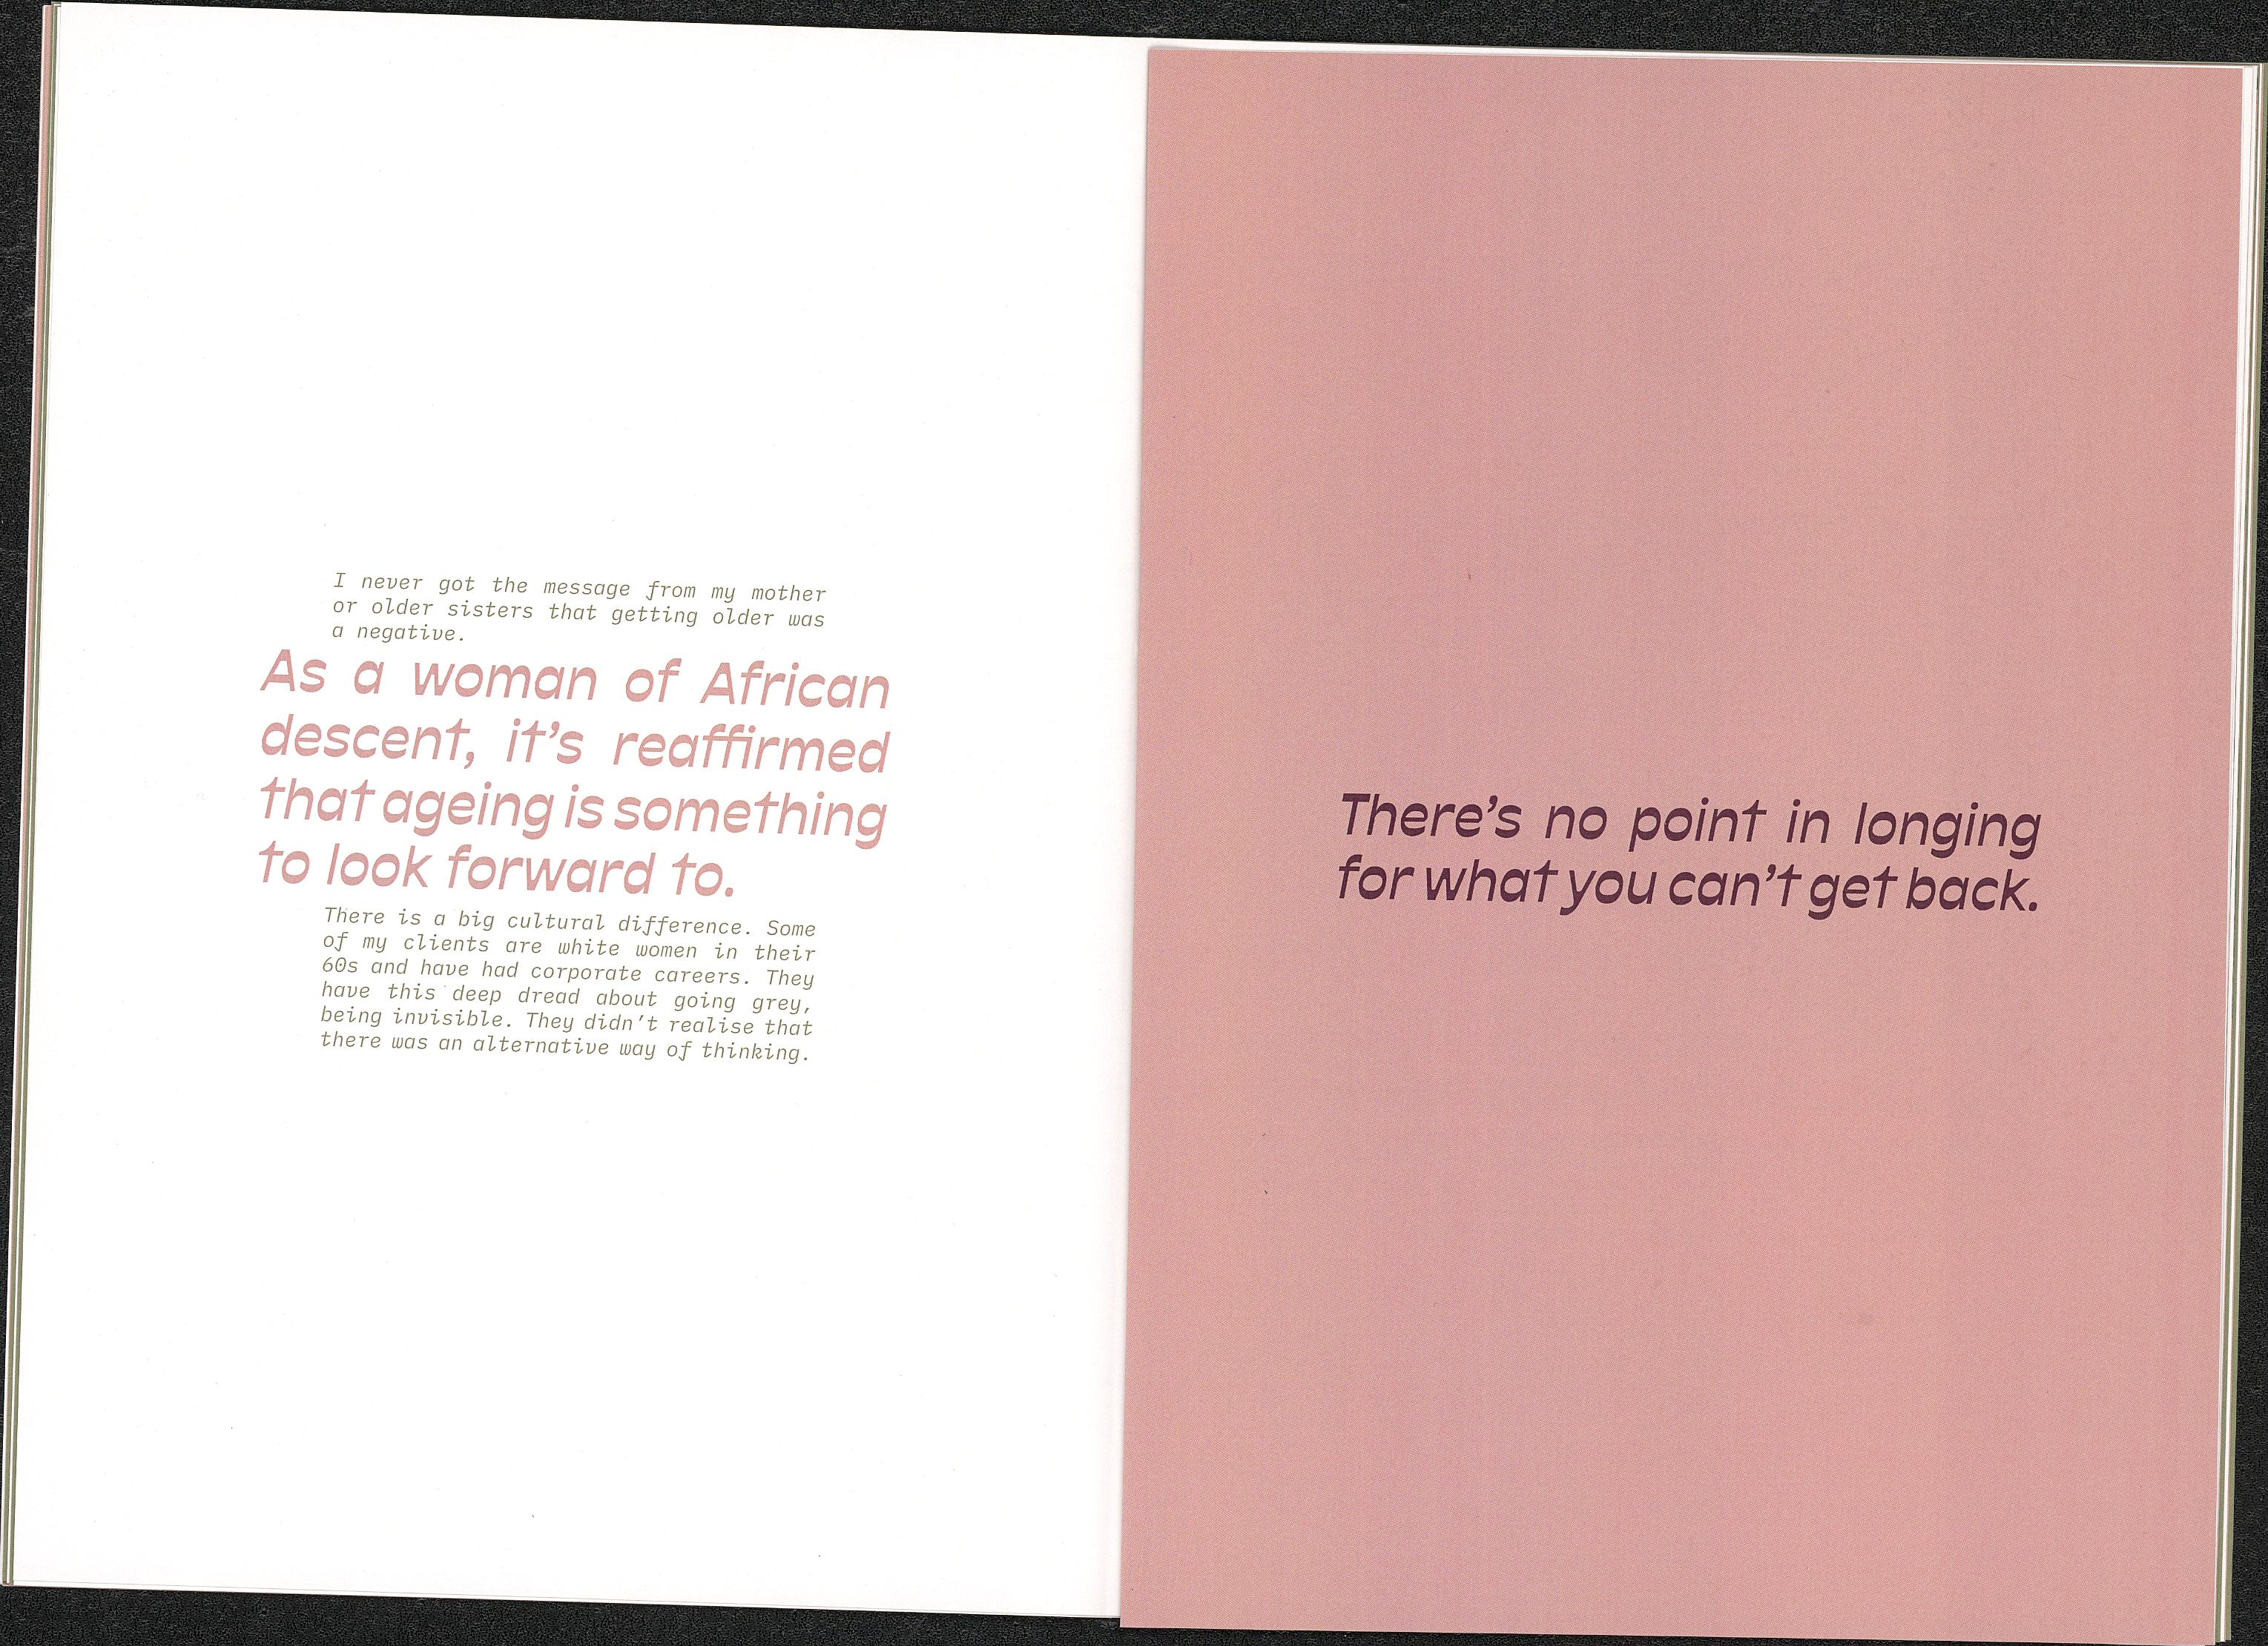 I never got the message from my mother
or older sisters that getting older was
a negative.
As a woman of African
descent, it's reaffirmed
that ageing is something
to look forward to.
There is a big cultural difference. Some
of my clients are white women in their
60s and have had corporate careers. They
have this deep dread about going grey,
being invisible. They didn't realise that
there was an alternative way of thinking.
There's no point in longing
for what you can't get back.